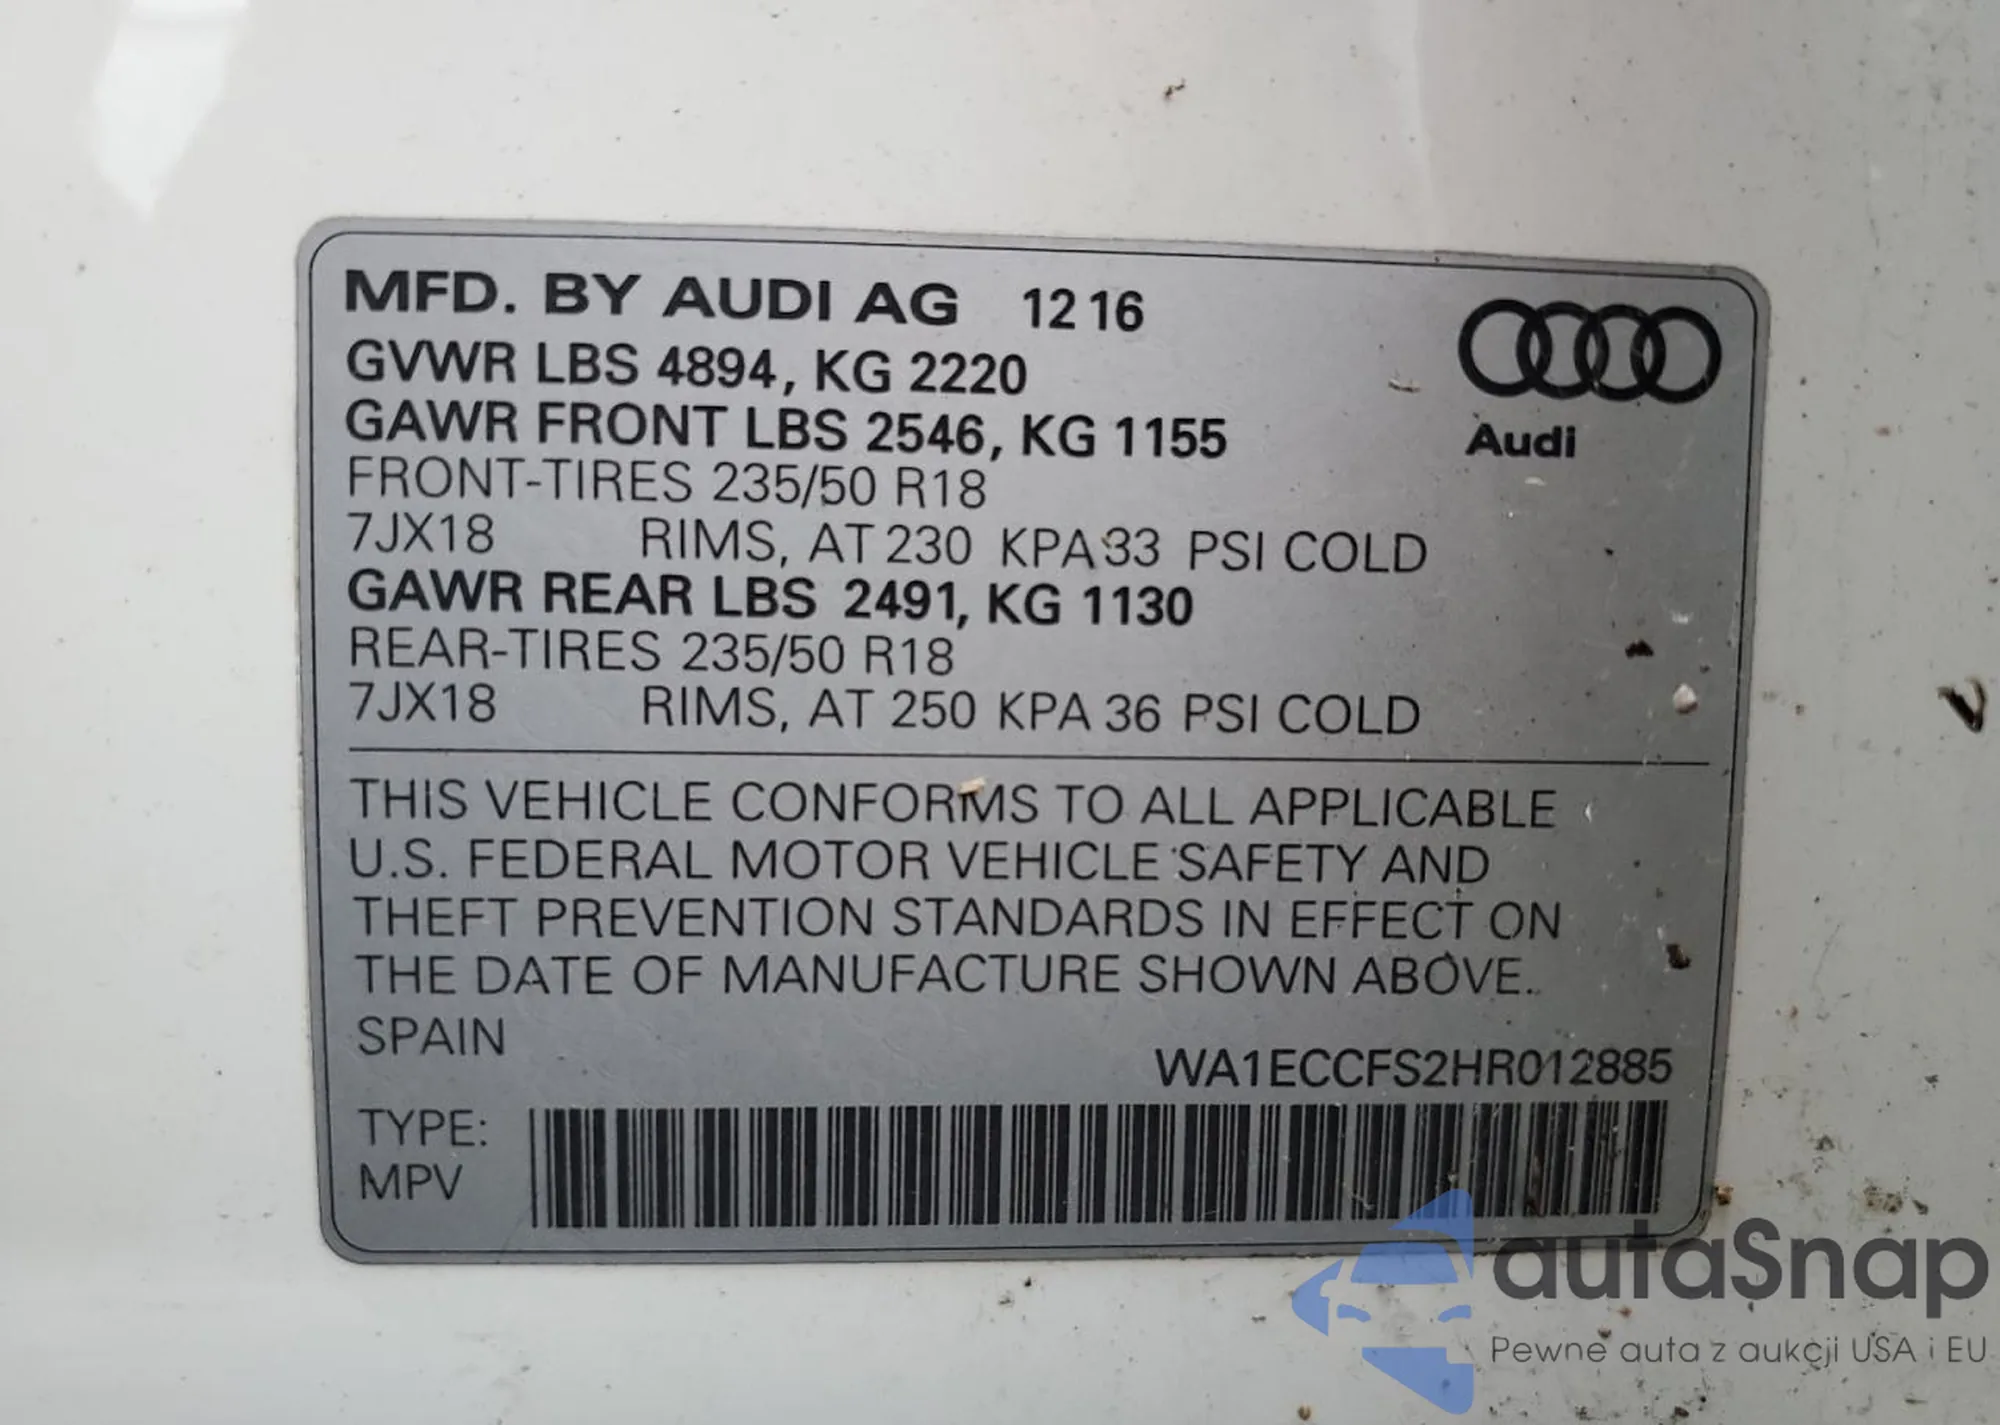 MFD. BY AUDI AG 12 16
GVWR LBS 4894, KG 2220
GAWR FRONT LBS 2546, KG 1155
FRONT-TIRES 235/50 R18
7JX18 RIMS, AT 230 KPA 33 PSI COLD
GAWR REAR LBS 2491, KG 1130
REAR-TIRES 235/50 R18
7JX18 RIMS, AT 250 KPA 36 PSI COLD
Audi
THIS VEHICLE CONFORMS TO ALL APPLICABLE
U.S. FEDERAL MOTOR VEHICLE SAFETY AND
THEFT PREVENTION STANDARDS IN EFFECT ON
THE DATE OF MANUFACTURE SHOWN ABOVE.
SPAIN
WA1ECCFS2HR012885
TYPE:
MPV
autaSnap
Pewne auta z aukcji USA i EU